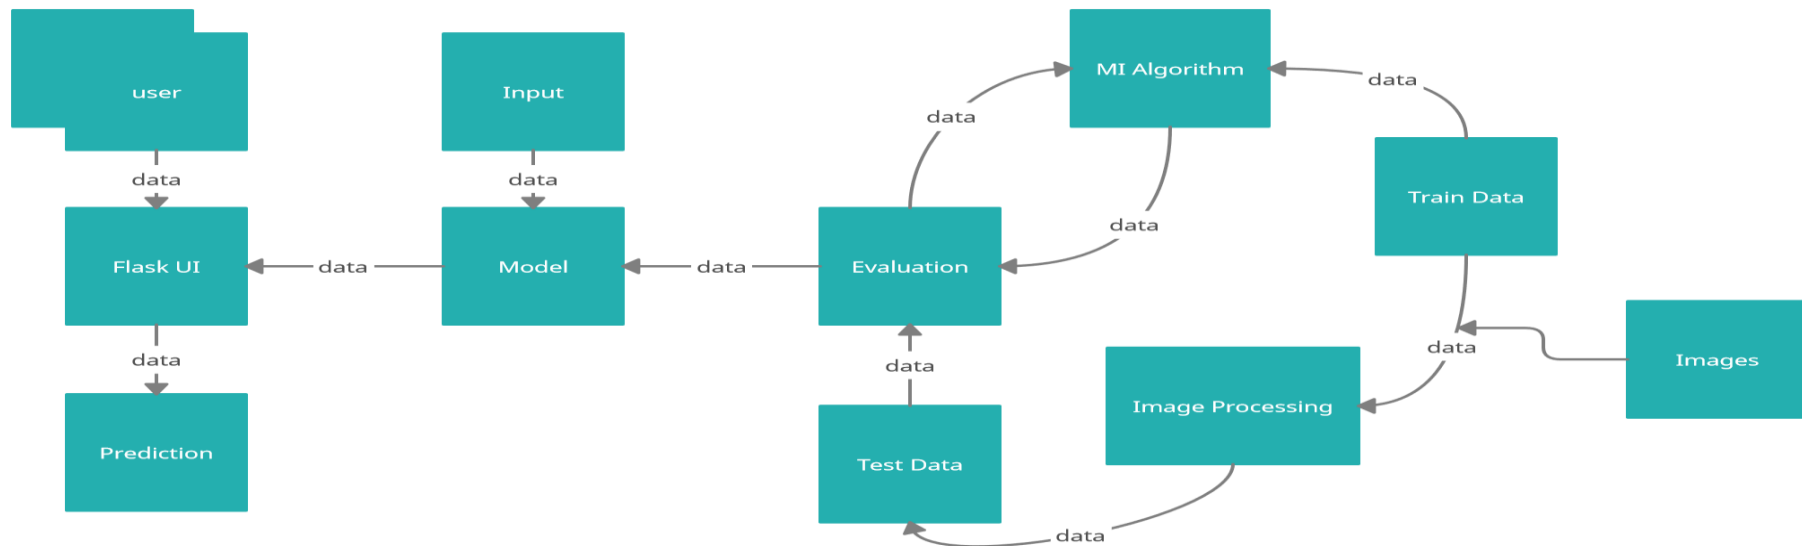 user
data
Flask UI
data
Prediction
Input
data
Model
data
data
Evaluation
data
data
MI Algorithm
data
Train Data
data
Images
Image Processing
data
Test Data
data